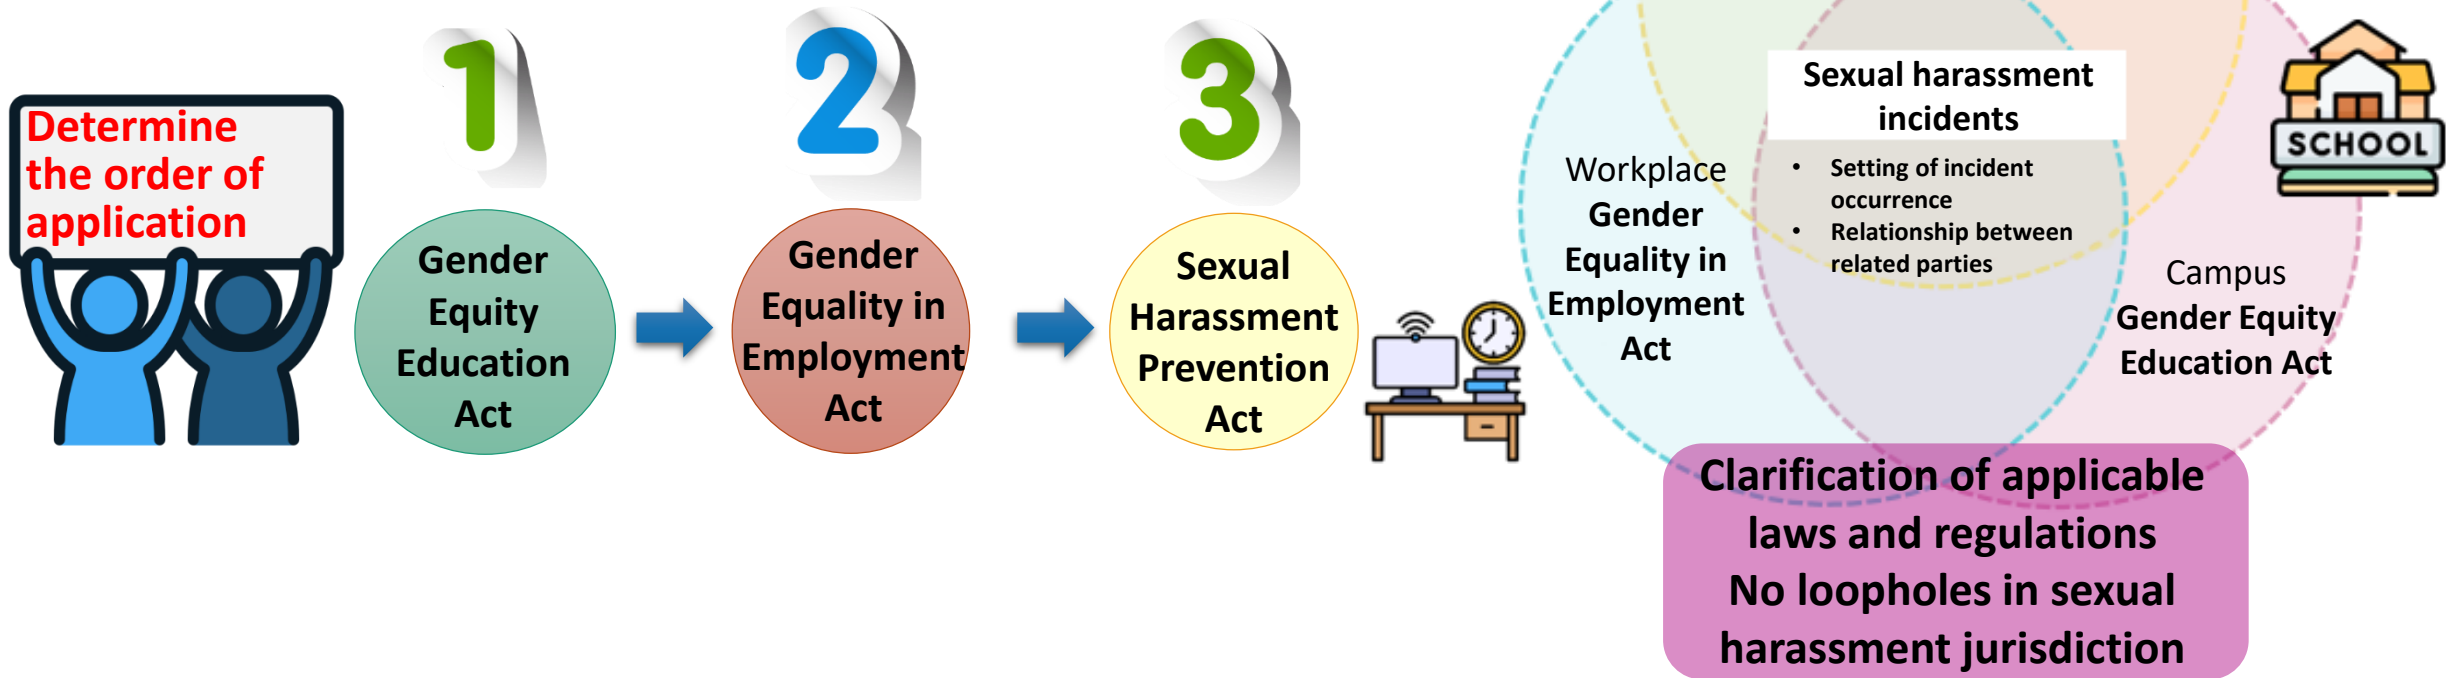 Determine
the order of
application
1
Gender
Equity
Education
Act
2
Gender
Equality in
Employment
Act
3
Sexual
Harassment
Prevention
Act
Sexual harassment
incidents
• Setting of incident
occurrence
• Relationship between
related parties
Workplace
Gender
Equality in
Employment
Act
SCHOOL
Campus
Gender Equity
Education Act
Clarification of applicable
laws and regulations
No loopholes in sexual
harassment jurisdiction